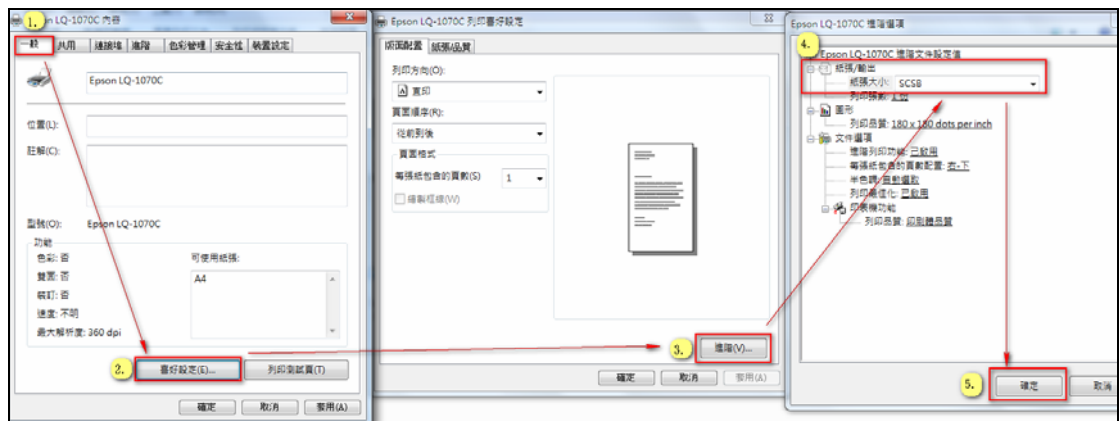 1.
n LQ-1070C 內容
一般 共用 連接埠 進階 色彩管理 安全性 裝置設定
Epson LQ-1070C
位置(L):
註解(C):
型號(O): Epson LQ-1070C
功能
色彩: 否
雙面: 否
裝訂: 否
速度: 不明
最大解析度: 360 dpi
可使用紙張:
A4
2.
喜好設定(E)...
列印測試頁(T)
確定 取消 套用(A)
Epson LQ-1070C 列印喜好設定
版面配置 紙張/品質
列印方向(O):
直印
頁面順序(R):
從前到後
頁面格式
每張紙包含的頁數(S) 1
繪製框線(W)
3.
進階(V)...
確定 取消 套用(A)
Epson LQ-1070C 進階選項
4.
Epson LQ-1070C 進階文件設定值
紙張/輸出
紙張大小: SCSB
列印張數: 1 份
圖形
列印品質: 180 x 180 dots per inch
文件選項
進階列印功能: 已啟用
每張紙包含的頁數配置: 右-下
半色調: 自動選取
列印最佳化: 已啟用
印表機功能
列印品質: 印刷體品質
5.
確定 取消